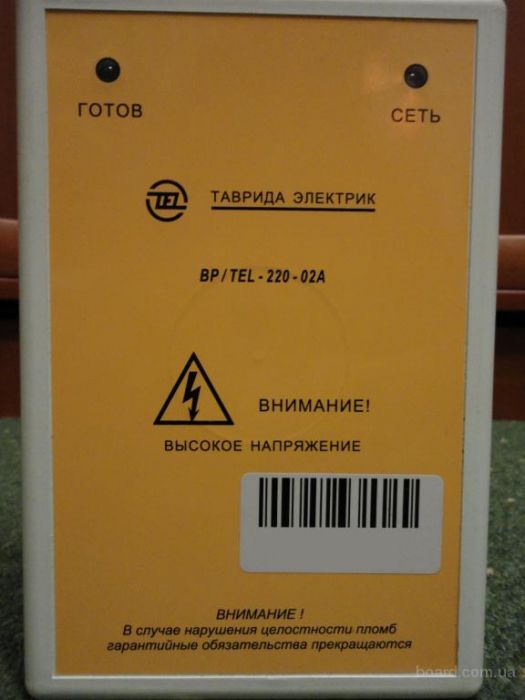 ГОТОВ
СЕТЬ
TEL
ТАВРИДА ЭЛЕКТРИК
BP / TEL - 220 - 02A
ВНИМАНИЕ!
ВЫСОКОЕ НАПРЯЖЕНИЕ
ВНИМАНИЕ !
В случае нарушения целостности пломб
гарантийные обязательства прекращаются
board.com.ua